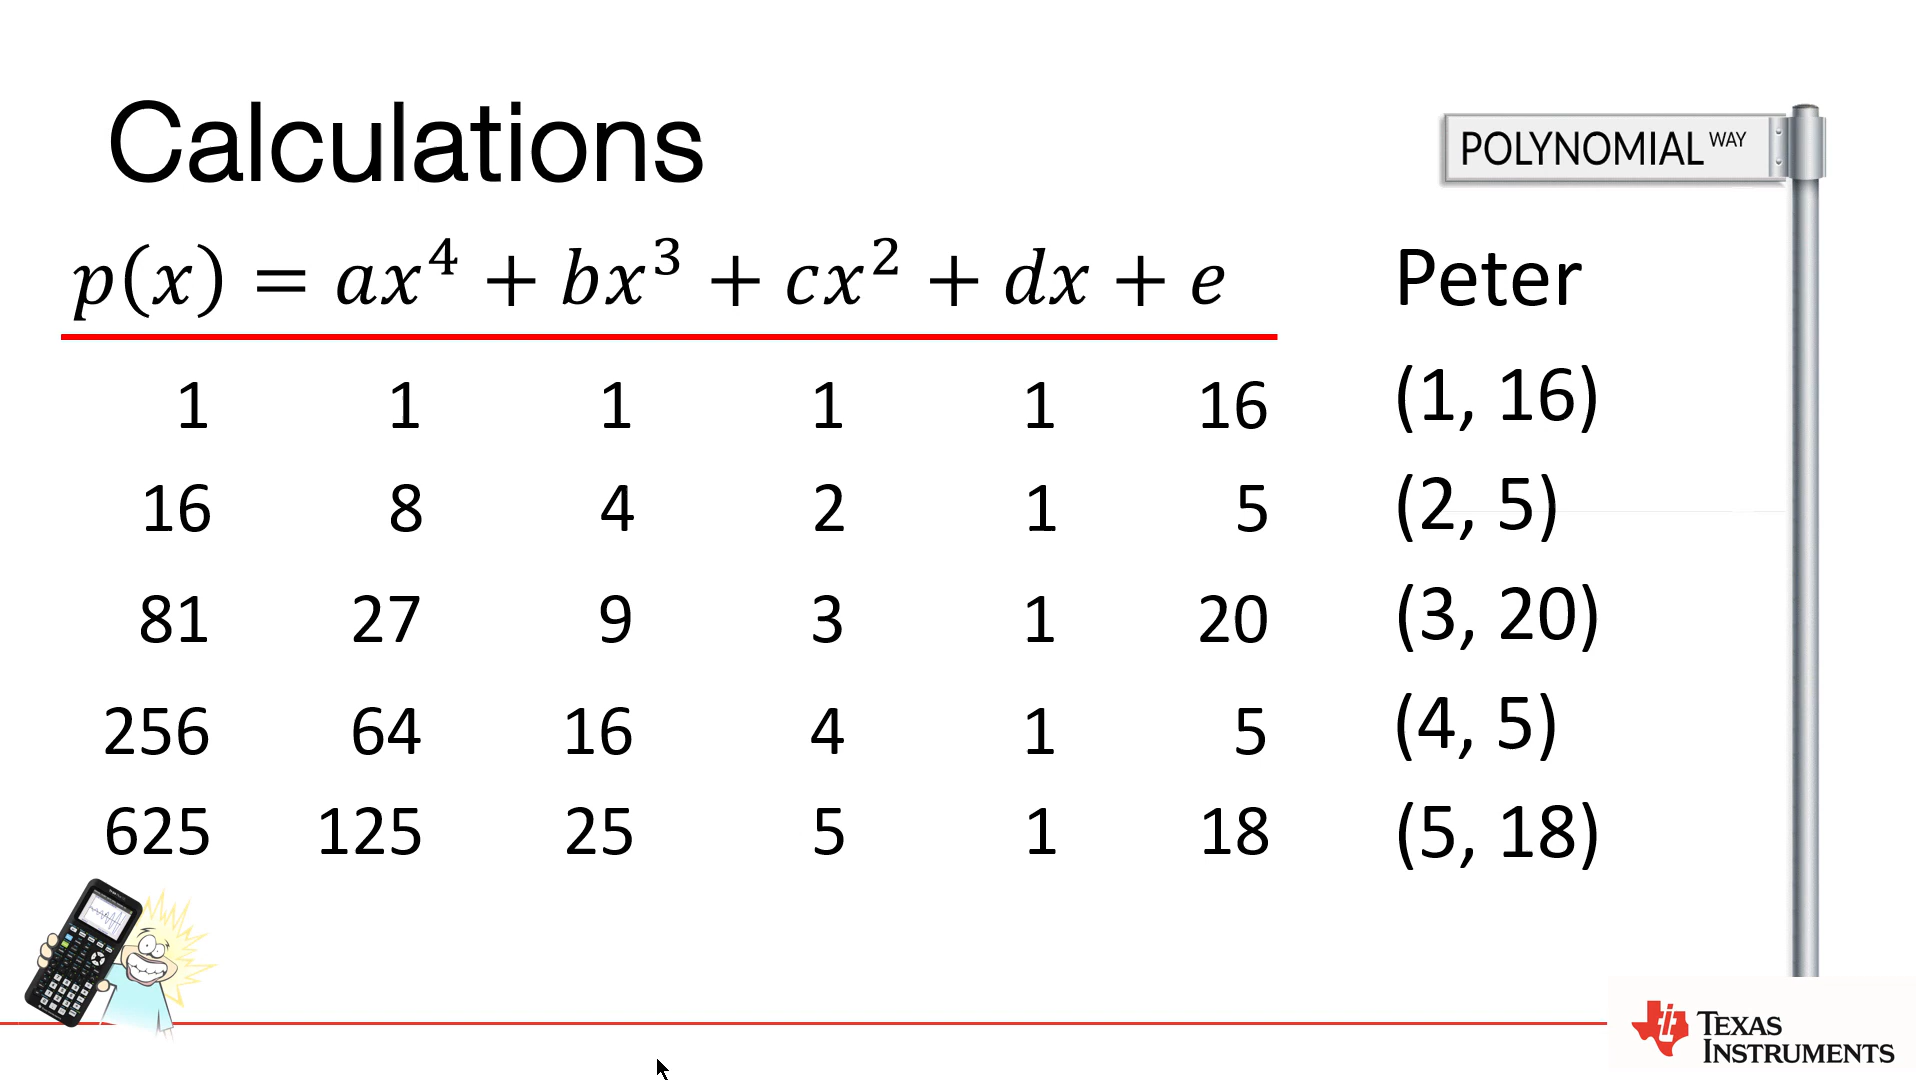 Calculations
POLYNOMIAL WAY
p(x) = ax⁴ + bx³ + cx² + dx + e
Peter
1 1 1 1 1 16
(1, 16)
16 8 4 2 1 5
(2, 5)
81 27 9 3 1 20
(3, 20)
256 64 16 4 1 5
(4, 5)
625 125 25 5 1 18
(5, 18)
TEXAS
INSTRUMENTS